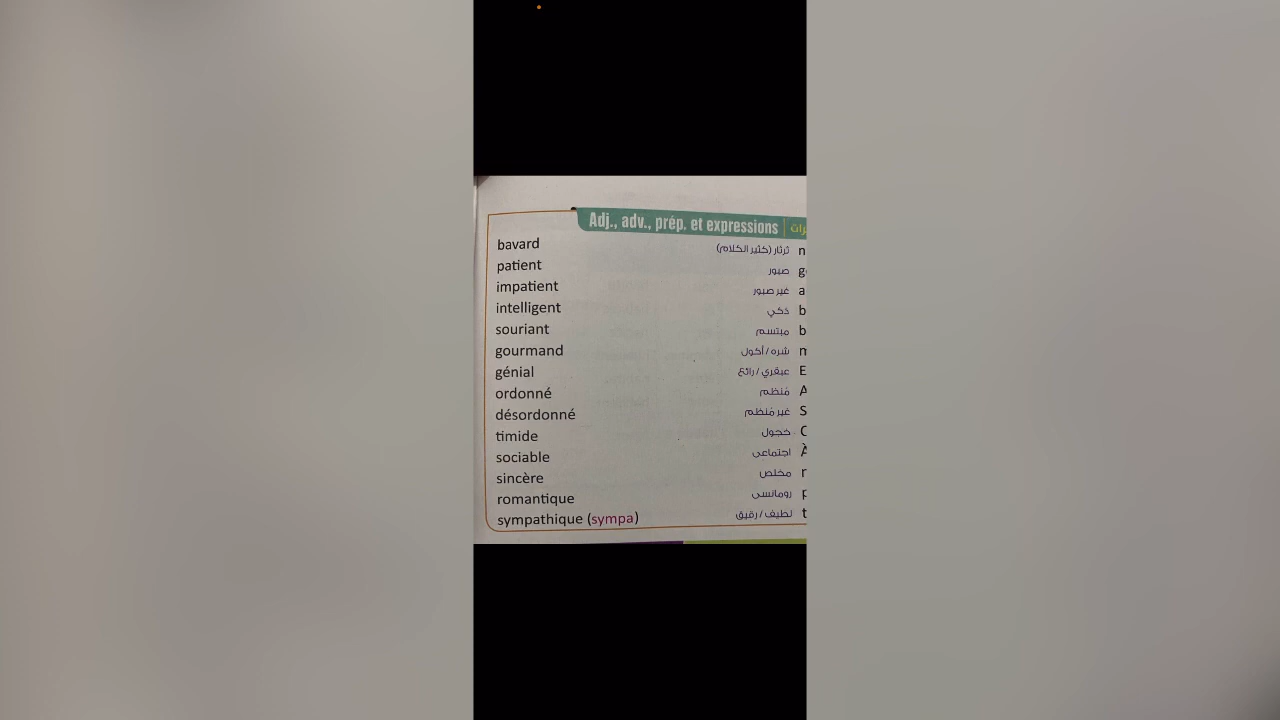 Adj., adv., prép. et expressions
bavard ثرثار (كثير الكلام)
patient صبور
impatient غير صبور
intelligent ذكي
souriant مبتسم
gourmand شره / أكول
génial عبقري / رائع
ordonné مُنظم
désordonné غير مُنظم
timide خجول
sociable اجتماعى
sincère مخلص
romantique رومانسى
sympathique (sympa) لطيف / رقيق